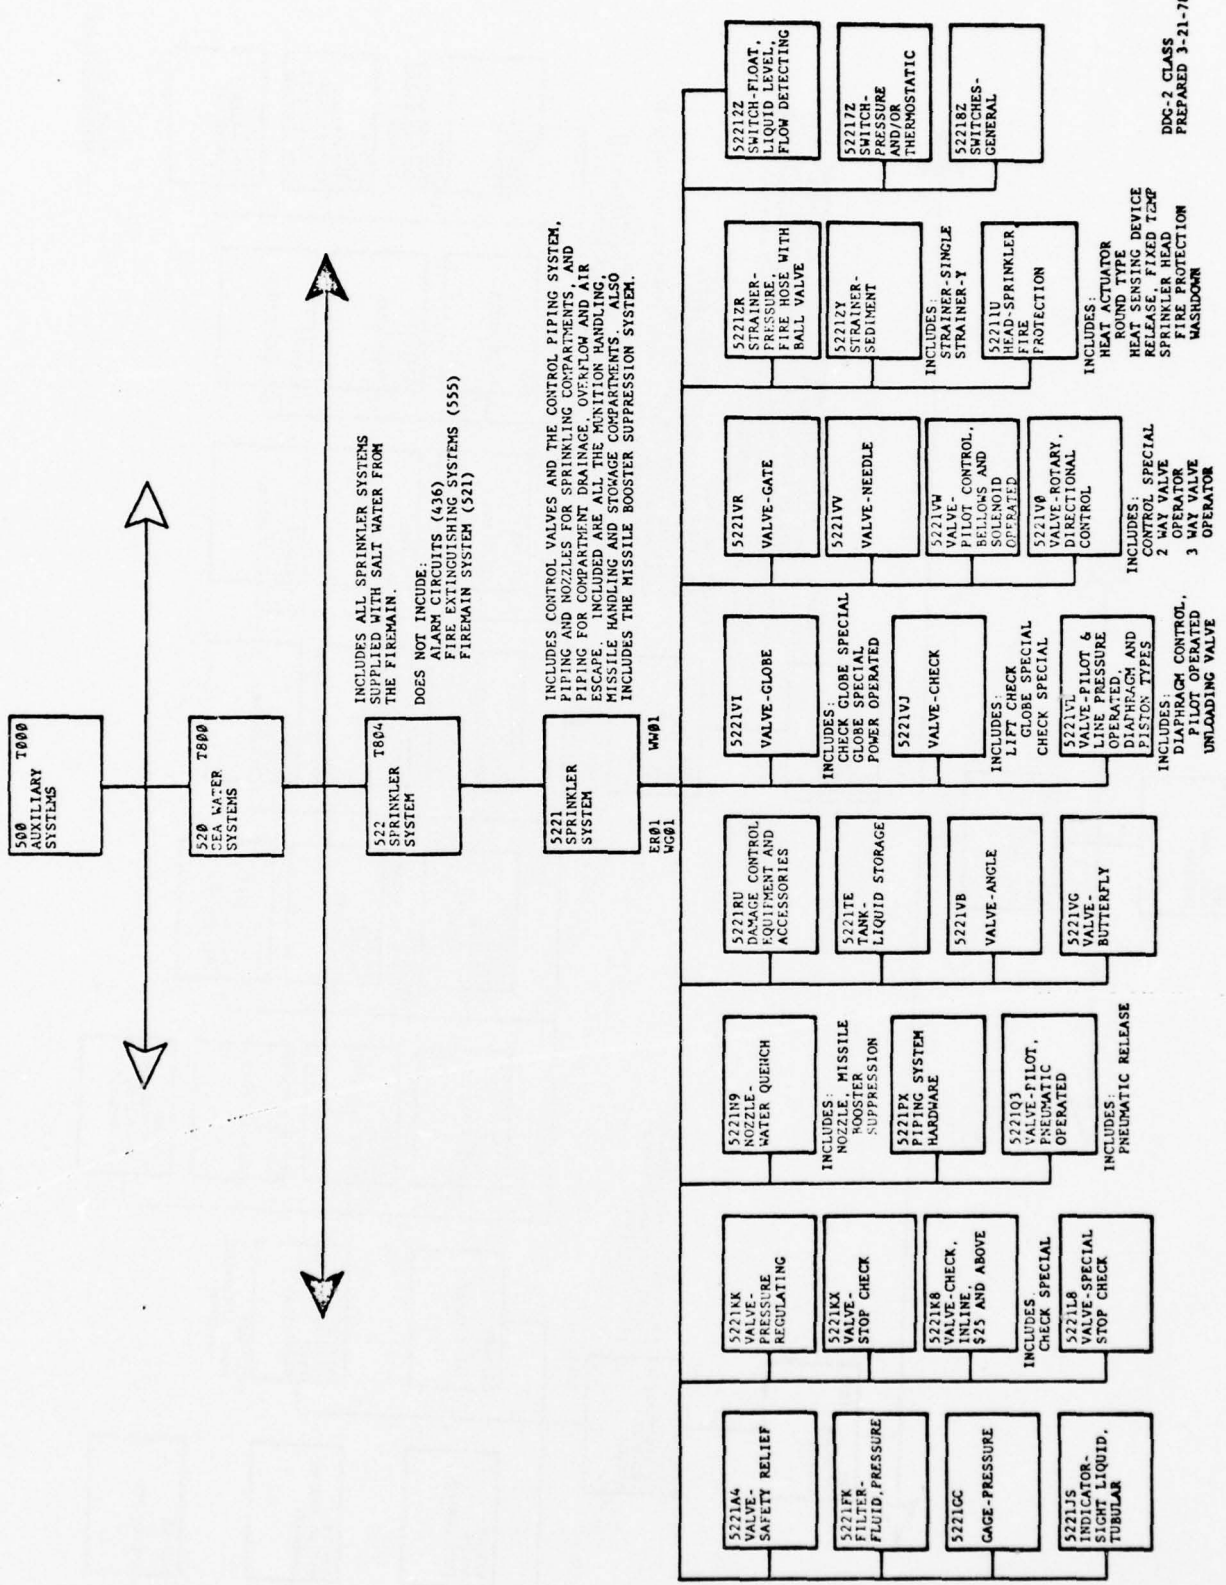 500 T000
AUXILIARY
SYSTEMS
520 T800
SEA WATER
SYSTEMS
522 T804
SPRINKLER
SYSTEM
INCLUDES ALL SPRINKLER SYSTEMS
SUPPLIED WITH SALT WATER FROM
THE FIREMAIN.
DOES NOT INCUDE:
ALARM CIRCUITS (436)
FIRE EXTINGUISHING SYSTEMS (555)
FIREMAIN SYSTEM (521)
5221
SPRINKLER
SYSTEM
ER01 WW01
WG01
INCLUDES CONTROL VALVES AND THE CONTROL PIPING SYSTEM,
PIPING AND NOZZLES FOR SPRINKLING COMPARTMENTS, AND
PIPING FOR COMPARTMENT DRAINAGE, OVERFLOW AND AIR
ESCAPE. INCLUDED ARE ALL THE MUNITION HANDLING,
MISSILE HANDLING AND STOWAGE COMPARTMENTS. ALSO
INCLUDES THE MISSILE BOOSTER SUPPRESSION SYSTEM.
5221A4
VALVE-
SAFETY RELIEF
5221FK
FILTER-
FLUID,PRESSURE
5221GC
GAGE-PRESSURE
5221JS
INDICATOR-
SIGHT LIQUID,
TUBULAR
5221KK
VALVE-
PRESSURE
REGULATING
5221KX
VALVE-
STOP CHECK
5221K8
VALVE-CHECK,
INLINE,
$25 AND ABOVE
INCLUDES
CHECK SPECIAL
5221L8
VALVE-SPECIAL
STOP CHECK
5221N9
NOZZLE-
WATER QUENCH
INCLUDES:
NOZZLE, MISSILE
BOOSTER
SUPPRESSION
5221PX
PIPING SYSTEM
HARDWARE
5221Q3
VALVE-PILOT,
PNEUMATIC
OPERATED
INCLUDES:
PNEUMATIC RELEASE
5221RU
DAMAGE CONTROL
EQUIPMENT AND
ACCESSORIES
5221TE
TANK-
LIQUID STORAGE
5221VB
VALVE-ANGLE
5221VG
VALVE-
BUTTERFLY
5221VI
VALVE-GLOBE
INCLUDES:
CHECK GLOBE SPECIAL
GLOBE SPECIAL
POWER OPERATED
5221VJ
VALVE-CHECK
INCLUDES:
LIFT CHECK
GLOBE SPECIAL
CHECK SPECIAL
5221VL
VALVE-PILOT &
LINE PRESSURE
OPERATED,
DIAPHRAGM AND
PISTON TYPES
INCLUDES:
DIAPHRAGM CONTROL,
PILOT OPERATED
UNLOADING VALVE
5221VR
VALVE-GATE
5221VV
VALVE-NEEDLE
5221VW
VALVE-
PILOT CONTROL,
BELLOWS AND
SOLENOID
OPERATED
5221V0
VALVE-ROTARY,
DIRECTIONAL
CONTROL
INCLUDES:
CONTROL SPECIAL
2 WAY VALVE
OPERATOR
3 WAY VALVE
OPERATOR
5221ZR
STRAINER-
PRESSURE,
FIRE HOSE WITH
BALL VALVE
5221ZY
STRAINER-
SEDIMENT
INCLUDES:
STRAINER-SINGLE
STRAINER-Y
52211U
HEAD-SPRINKLER,
FIRE
PROTECTION
INCLUDES:
HEAT ACTUATOR
ROUND TYPE
HEAT SENSING DEVICE
RELEASE, FIXED TEMP
SPRINKLER HEAD
FIRE PROTECTION
WASHDOWN
52212Z
SWITCH-FLOAT,
LIQUID LEVEL,
FLOW DETECTING
52217Z
SWITCH-
PRESSURE
AND/OR
THERMOSTATIC
52218Z
SWITCHES-
GENERAL
DDG-2 CLASS
PREPARED 3-21-78